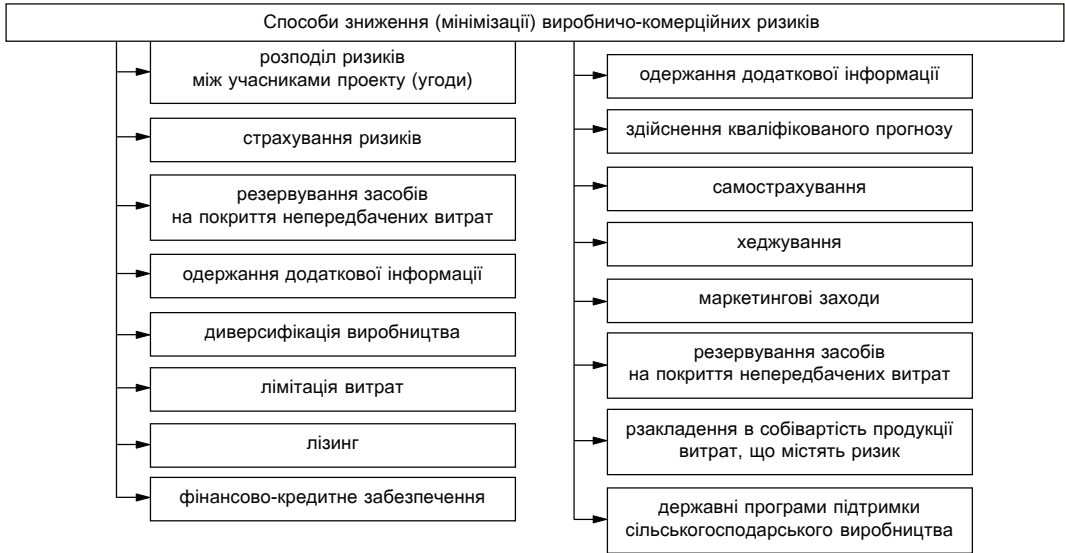 Способи зниження (мінімізації) виробничо-комерційних ризиків
розподіл ризиків
між учасниками проекту (угоди)
страхування ризиків
резервування засобів
на покриття непередбачених витрат
одержання додаткової інформації
диверсифікація виробництва
лімітація витрат
лізинг
фінансово-кредитне забезпечення
одержання додаткової інформації
здійснення кваліфікованого прогнозу
самострахування
хеджування
маркетингові заходи
резервування засобів
на покриття непередбачених витрат
рзакладення в собівартість продукції
витрат, що містять ризик
державні програми підтримки
сільськогосподарського виробництва